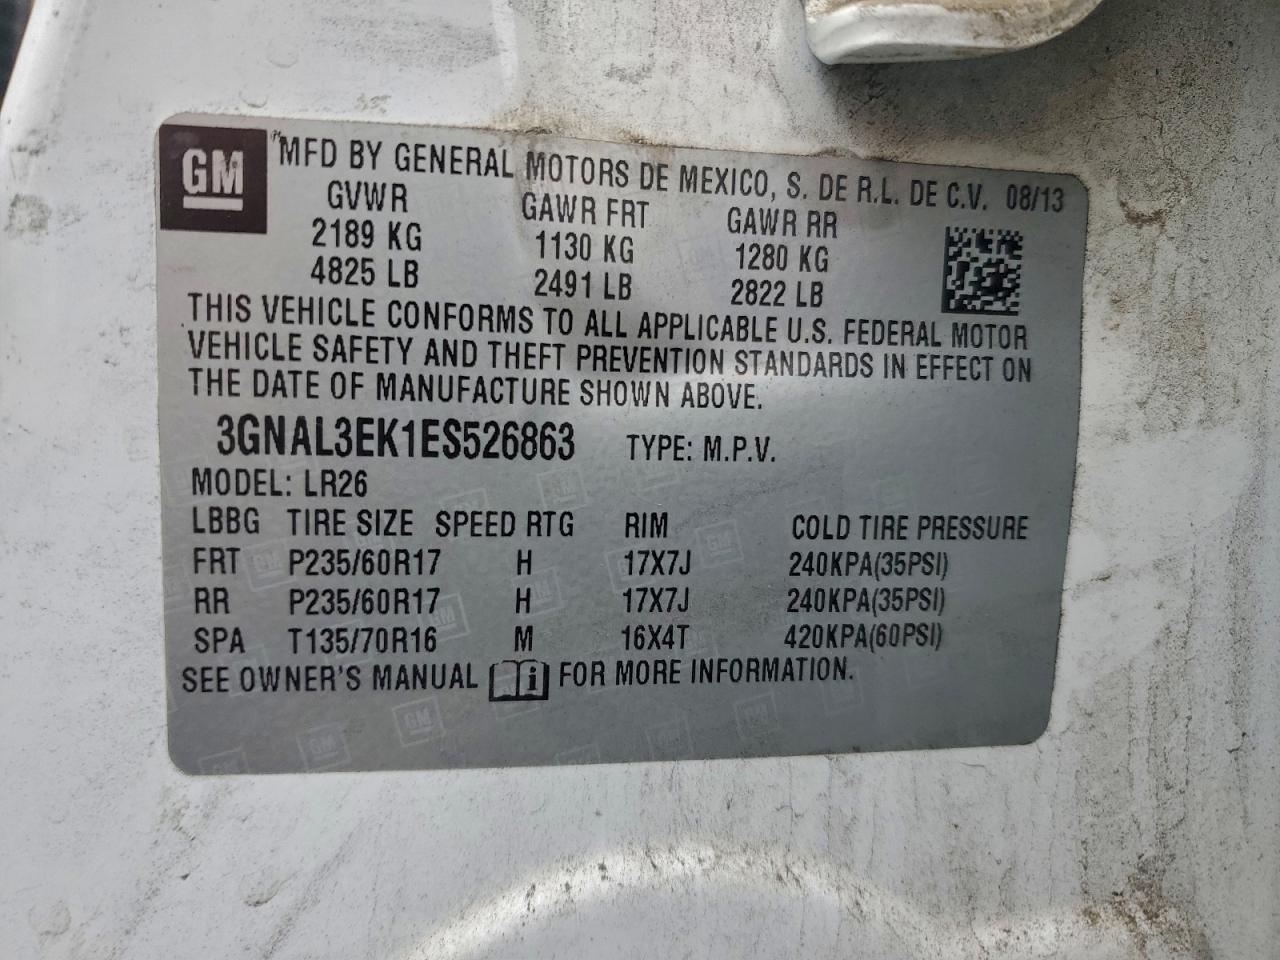 GM
MFD BY GENERAL MOTORS DE MEXICO, S. DE R.L. DE C.V. 08/13
GVWR GAWR FRT GAWR RR
2189 KG 1130 KG 1280 KG
4825 LB 2491 LB 2822 LB
THIS VEHICLE CONFORMS TO ALL APPLICABLE U.S. FEDERAL MOTOR
VEHICLE SAFETY AND THEFT PREVENTION STANDARDS IN EFFECT ON
THE DATE OF MANUFACTURE SHOWN ABOVE.
3GNAL3EK1ES526863 TYPE: M.P.V.
MODEL: LR26
LBBG TIRE SIZE SPEED RTG RIM COLD TIRE PRESSURE
FRT P235/60R17 H 17X7J 240KPA(35PSI)
RR P235/60R17 H 17X7J 240KPA(35PSI)
SPA T135/70R16 M 16X4T 420KPA(60PSI)
SEE OWNER'S MANUAL i FOR MORE INFORMATION.